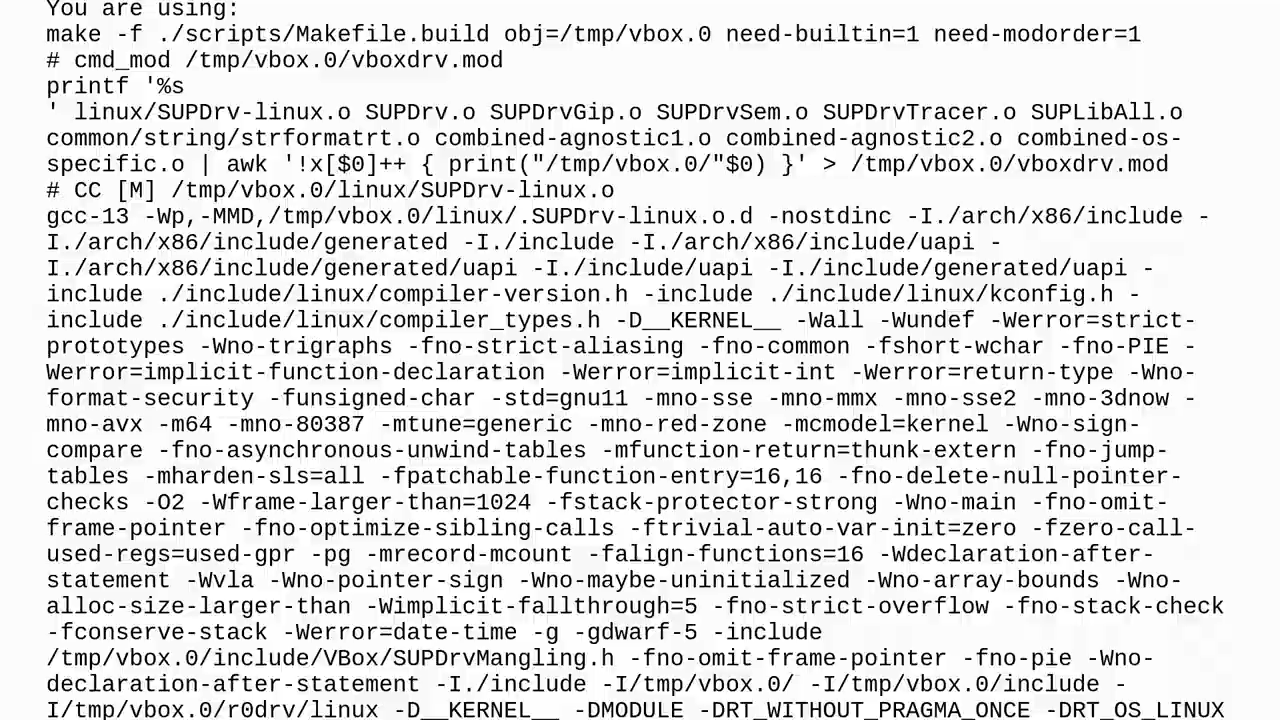 You are using:
make -f ./scripts/Makefile.build obj=/tmp/vbox.0 need-builtin=1 need-modorder=1
# cmd_mod /tmp/vbox.0/vboxdrv.mod
printf '%s
' linux/SUPDrv-linux.o SUPDrv.o SUPDrvGip.o SUPDrvSem.o SUPDrvTracer.o SUPLibAll.o
common/string/strformatrt.o combined-agnostic1.o combined-agnostic2.o combined-os-
specific.o | awk '!x[$0]++ { print("/tmp/vbox.0/"$0) }' > /tmp/vbox.0/vboxdrv.mod
# CC [M] /tmp/vbox.0/linux/SUPDrv-linux.o
gcc-13 -Wp,-MMD,/tmp/vbox.0/linux/.SUPDrv-linux.o.d -nostdinc -I./arch/x86/include -
I./arch/x86/include/generated -I./include -I./arch/x86/include/uapi -
I./arch/x86/include/generated/uapi -I./include/uapi -I./include/generated/uapi -
include ./include/linux/compiler-version.h -include ./include/linux/kconfig.h -
include ./include/linux/compiler_types.h -D__KERNEL__ -Wall -Wundef -Werror=strict-
prototypes -Wno-trigraphs -fno-strict-aliasing -fno-common -fshort-wchar -fno-PIE -
Werror=implicit-function-declaration -Werror=implicit-int -Werror=return-type -Wno-
format-security -funsigned-char -std=gnu11 -mno-sse -mno-mmx -mno-sse2 -mno-3dnow -
mno-avx -m64 -mno-80387 -mtune=generic -mno-red-zone -mcmodel=kernel -Wno-sign-
compare -fno-asynchronous-unwind-tables -mfunction-return=thunk-extern -fno-jump-
tables -mharden-sls=all -fpatchable-function-entry=16,16 -fno-delete-null-pointer-
checks -O2 -Wframe-larger-than=1024 -fstack-protector-strong -Wno-main -fno-omit-
frame-pointer -fno-optimize-sibling-calls -ftrivial-auto-var-init=zero -fzero-call-
used-regs=used-gpr -pg -mrecord-mcount -falign-functions=16 -Wdeclaration-after-
statement -Wvla -Wno-pointer-sign -Wno-maybe-uninitialized -Wno-array-bounds -Wno-
alloc-size-larger-than -Wimplicit-fallthrough=5 -fno-strict-overflow -fno-stack-check
-fconserve-stack -Werror=date-time -g -gdwarf-5 -include
/tmp/vbox.0/include/VBox/SUPDrvMangling.h -fno-omit-frame-pointer -fno-pie -Wno-
declaration-after-statement -I./include -I/tmp/vbox.0/ -I/tmp/vbox.0/include -
I/tmp/vbox.0/r0drv/linux -D__KERNEL__ -DMODULE -DRT_WITHOUT_PRAGMA_ONCE -DRT_OS_LINUX